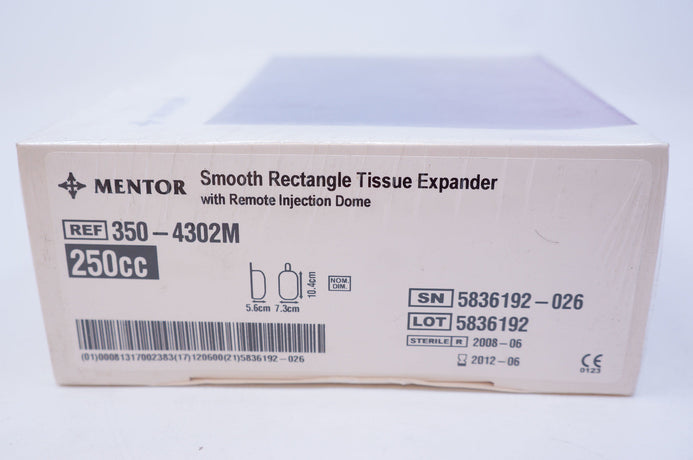 MENTOR
Smooth Rectangle Tissue Expander
with Remote Injection Dome
REF 350-4302M
250cc
5.6cm 7.3cm
10.4cm
NOM. DIM.
SN 5836192-026
LOT 5836192
STERILE R 2008-06
2012-06
(01)00081317002383(17)120600(21)5836192-026
CE
0123